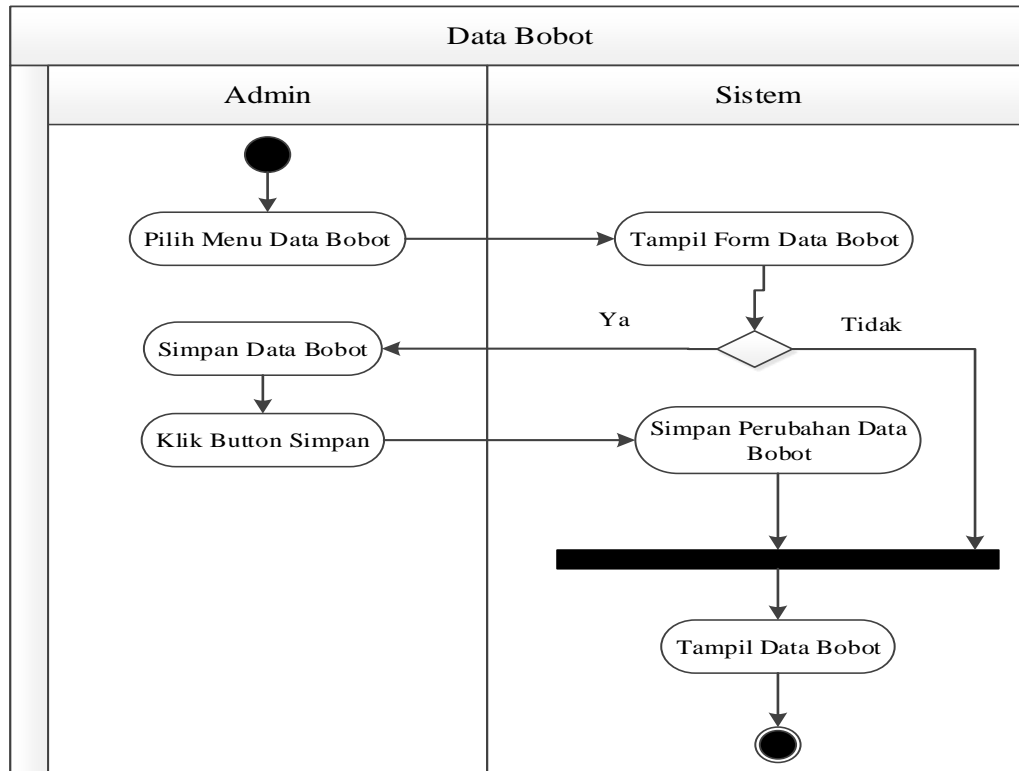 Data Bobot
Admin
Sistem
Pilih Menu Data Bobot
Tampil Form Data Bobot
Ya
Tidak
Simpan Data Bobot
Klik Button Simpan
Simpan Perubahan Data
Bobot
Tampil Data Bobot